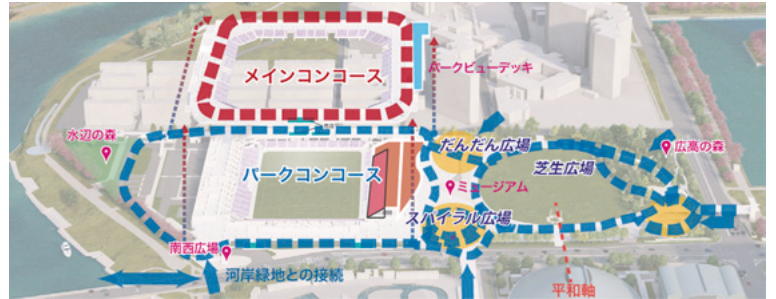 メインコンコース
パークビューデッキ
水辺の森
だんだん広場
広高の森
芝生広場
パークコンコース
ミュージアム
スパイラル広場
南西広場
河岸緑地との接続
平和軸